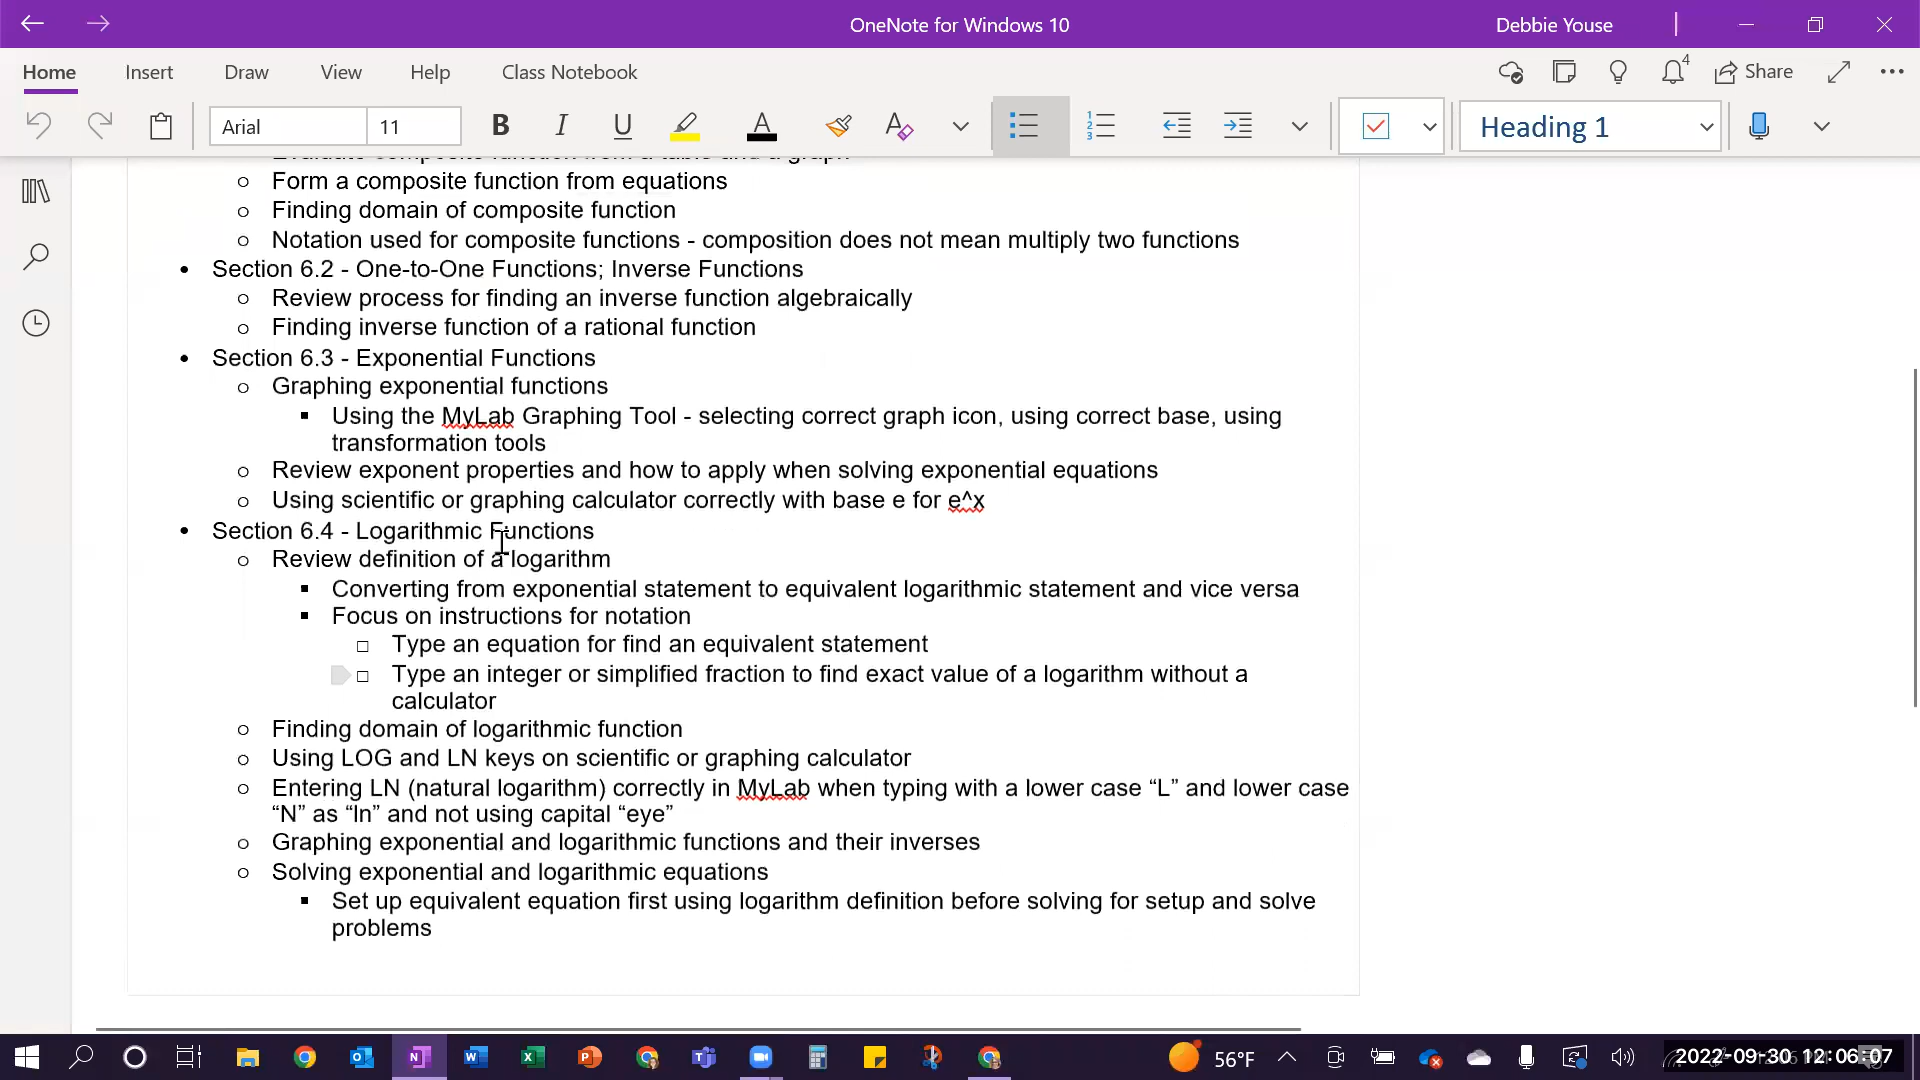 OneNote for Windows 10
Debbie Youse
Home Insert Draw View Help Class Notebook
4
Share
Arial 11 B I U A A Heading 1
Evaluate composite function from a table and a graph
o Form a composite function from equations
o Finding domain of composite function
o Notation used for composite functions - composition does not mean multiply two functions
• Section 6.2 - One-to-One Functions; Inverse Functions
o Review process for finding an inverse function algebraically
o Finding inverse function of a rational function
• Section 6.3 - Exponential Functions
o Graphing exponential functions
▪ Using the MyLab Graphing Tool - selecting correct graph icon, using correct base, using
transformation tools
o Review exponent properties and how to apply when solving exponential equations
o Using scientific or graphing calculator correctly with base e for e^x
• Section 6.4 - Logarithmic Functions
o Review definition of a logarithm
▪ Converting from exponential statement to equivalent logarithmic statement and vice versa
▪ Focus on instructions for notation
□ Type an equation for find an equivalent statement
□ Type an integer or simplified fraction to find exact value of a logarithm without a
calculator
o Finding domain of logarithmic function
o Using LOG and LN keys on scientific or graphing calculator
o Entering LN (natural logarithm) correctly in MyLab when typing with a lower case “L” and lower case
“N” as “ln” and not using capital “eye”
o Graphing exponential and logarithmic functions and their inverses
o Solving exponential and logarithmic equations
▪ Set up equivalent equation first using logarithm definition before solving for setup and solve
problems
56°F
2022-09-30 12:06:07